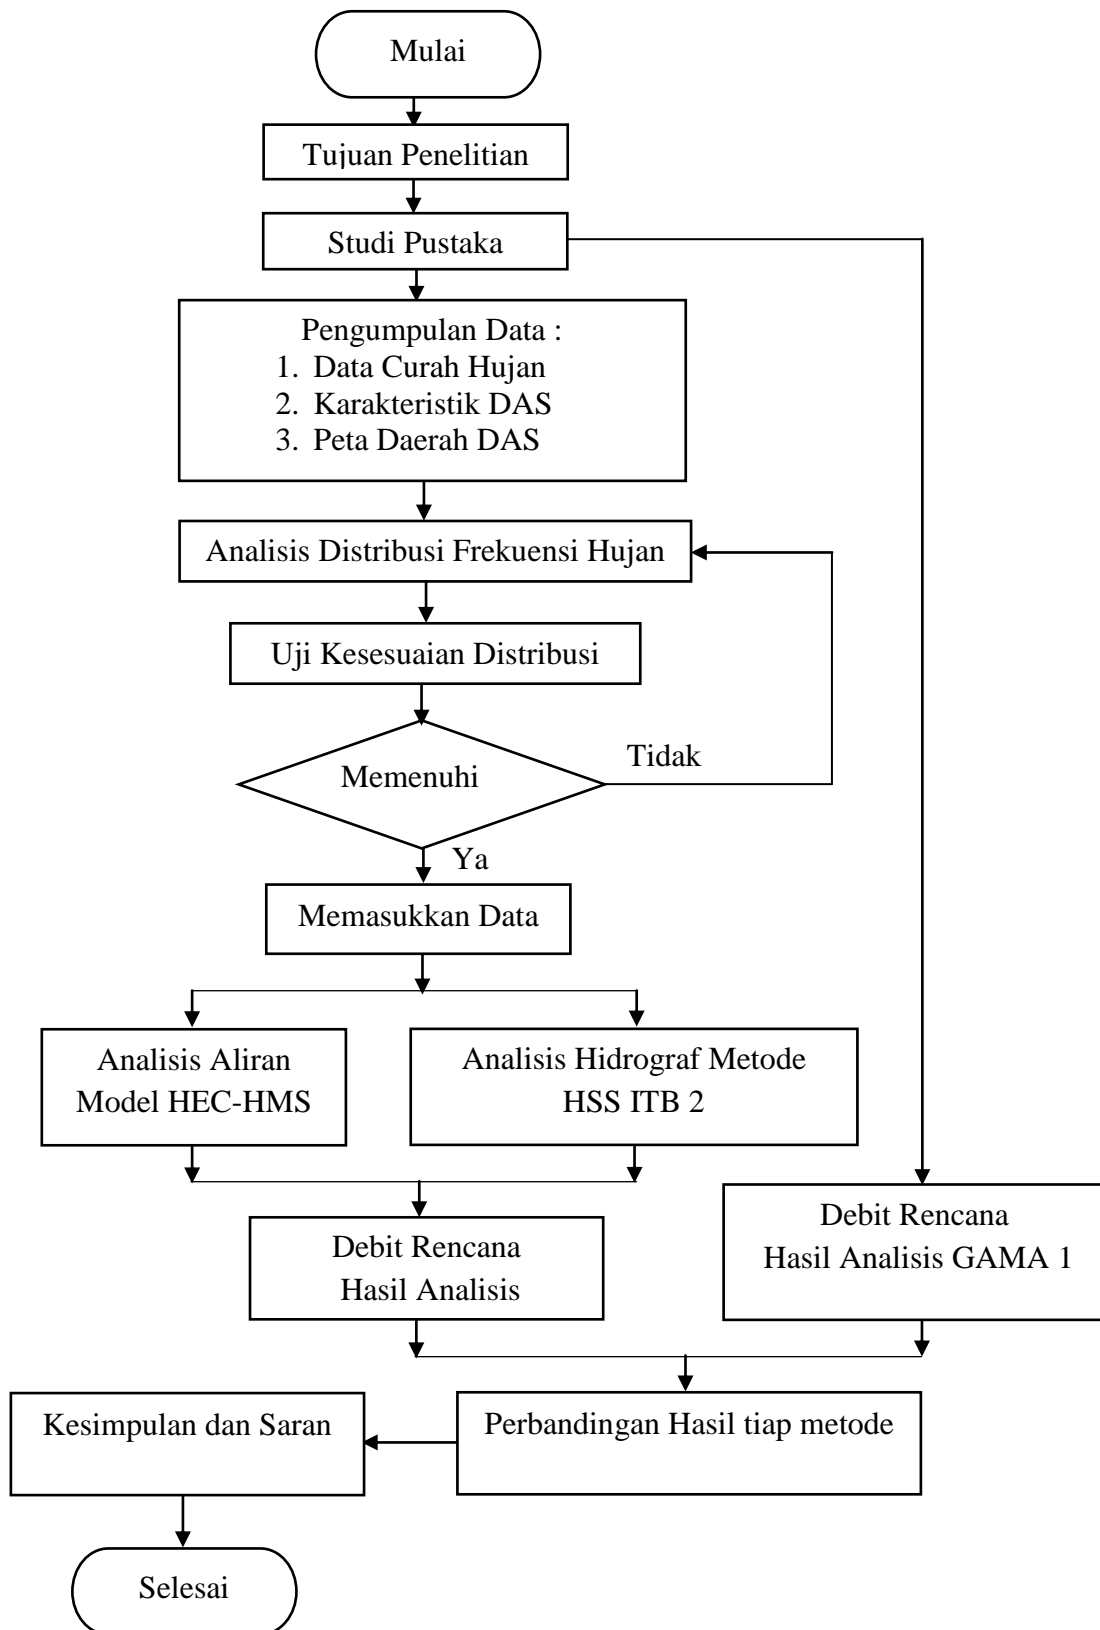 Mulai
Tujuan Penelitian
Studi Pustaka
Pengumpulan Data :
1. Data Curah Hujan
2. Karakteristik DAS
3. Peta Daerah DAS
Analisis Distribusi Frekuensi Hujan
Uji Kesesuaian Distribusi
Memenuhi
Tidak
Ya
Memasukkan Data
Analisis Aliran
Model HEC-HMS
Analisis Hidrograf Metode
HSS ITB 2
Debit Rencana
Hasil Analisis
Debit Rencana
Hasil Analisis GAMA 1
Perbandingan Hasil tiap metode
Kesimpulan dan Saran
Selesai